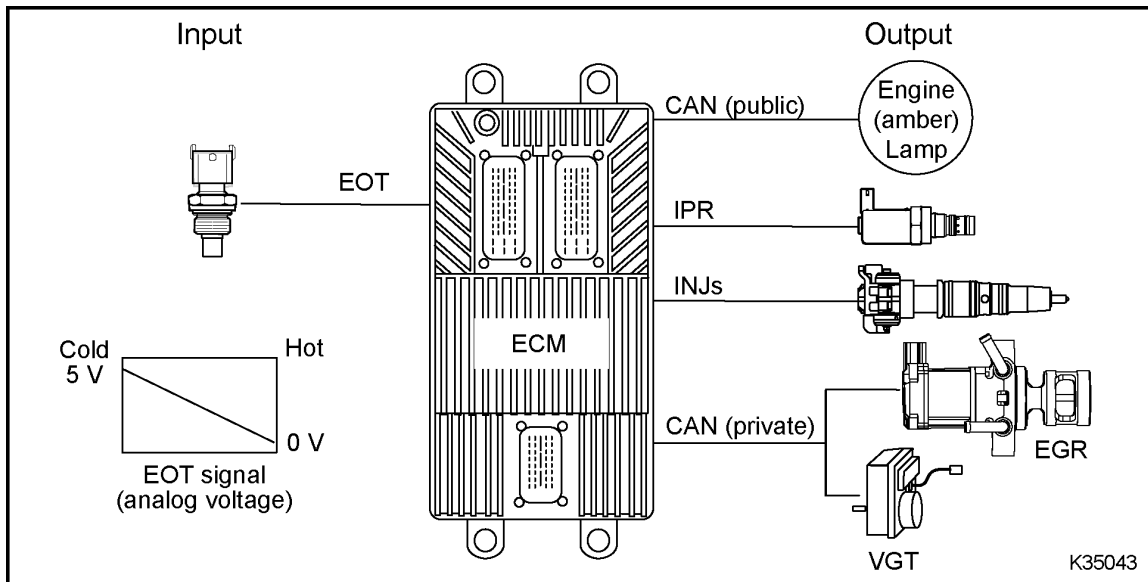 Input
Output
CAN (public)
Engine
(amber)
Lamp
EOT
IPR
INJs
ECM
Cold
5 V
Hot
0 V
EOT signal
(analog voltage)
CAN (private)
EGR
VGT
K35043